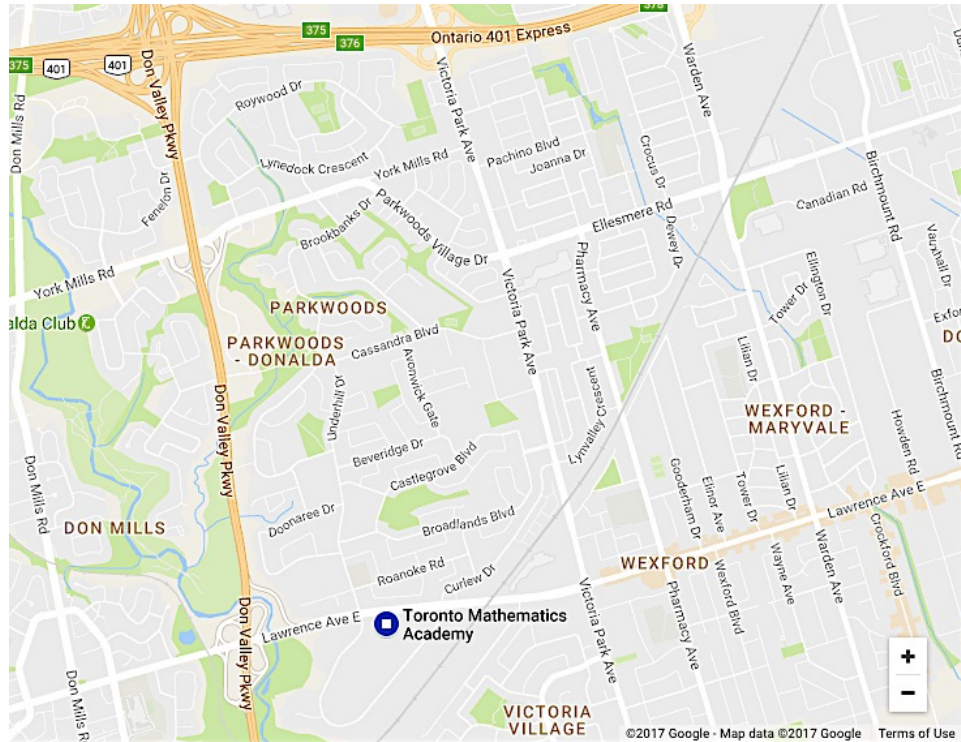 375
376
378
Ontario 401 Express
375
401
401
Don Mills Rd
Don Valley Pkwy
Victoria Park Ave
Warden Ave
Roywood Dr
Lynedock Crescent
York Mills Rd
Pachino Blvd
Joanna Dr
Crocus Dr
Birchmount Rd
Canadian Rd
Fenelon Dr
Brookbanks Dr
Parkwoods Village Dr
Ellesmere Rd
Dewey Dr
Pharmacy Ave
Vauxhall Dr
Ellington Dr
York Mills Rd
Tower Dr
PARKWOODS
Victoria Park Ave
alda Club
PARKWOODS
- DONALDA
Cassandra Blvd
Avonwick Gate
Lilian Dr
Exfor
DO
Don Valley Pkwy
Underhill Dr
Lynvalley Crescent
Birchmount Rd
WEXFORD -
MARYVALE
Howden Rd
Don Mills Rd
Beveridge Dr
Castlegrove Blvd
Gooderham Dr
Elinor Ave
Tower Dr
Lilian Dr
Lawrence Ave E
DON MILLS
Doonaree Dr
Broadlands Blvd
Crockford Blvd
Roanoke Rd
Curlew Dr
WEXFORD
Wayne Ave
Warden Ave
Wexford Blvd
Victoria Park Ave
Pharmacy Ave
Lawrence Ave E
Toronto Mathematics
Academy
Don Valley Pkwy
Don Mills Rd
+
−
VICTORIA
VILLAGE
©2017 Google - Map data ©2017 Google
Terms of Use